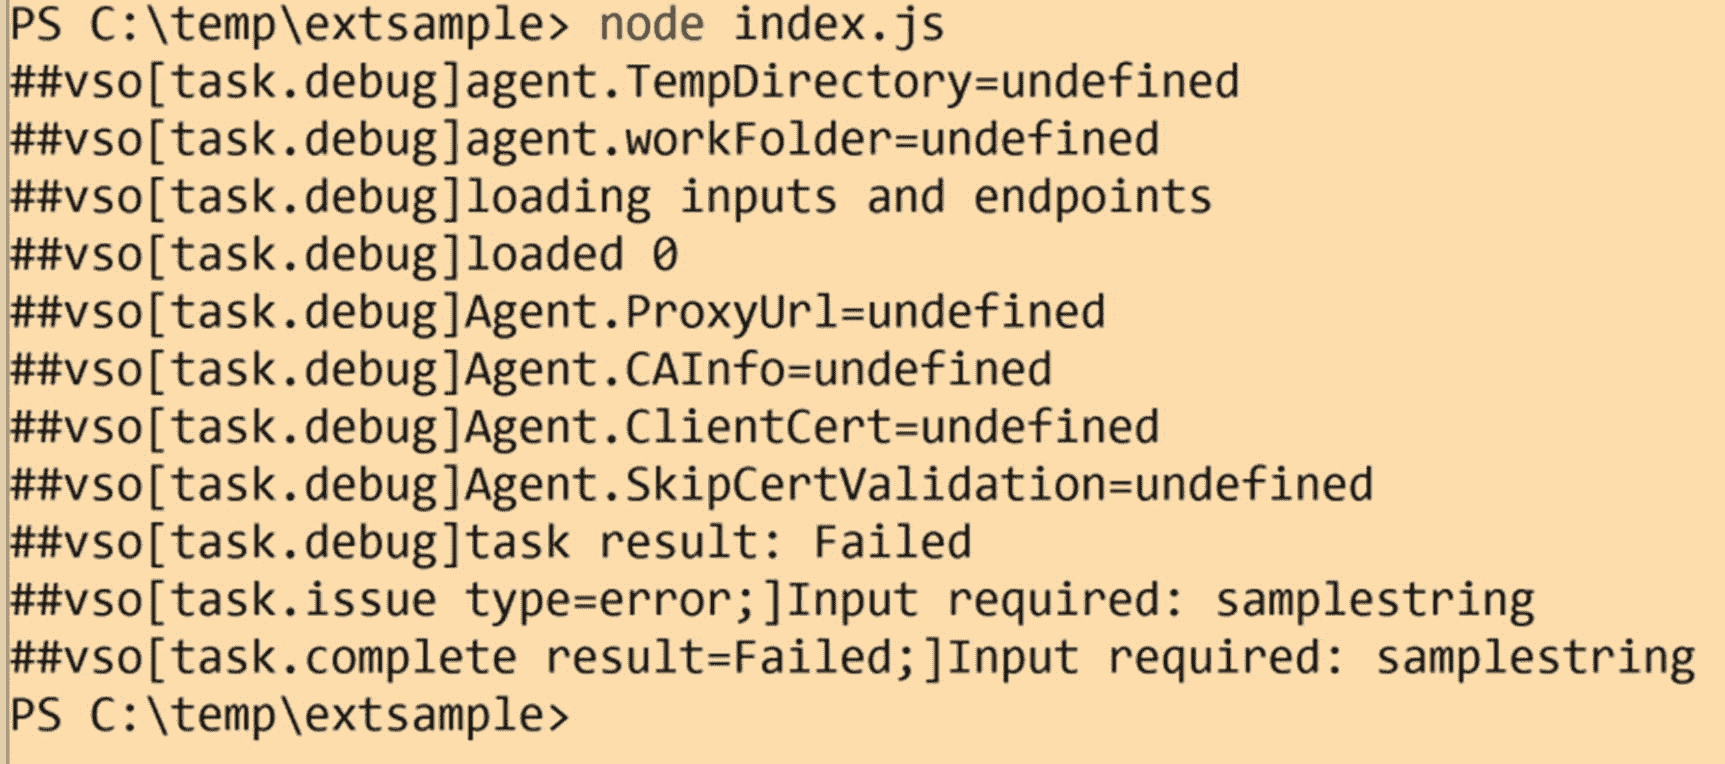 PS C:\temp\extsample> node index.js
##vso[task.debug]agent.TempDirectory=undefined
##vso[task.debug]agent.workFolder=undefined
##vso[task.debug]loading inputs and endpoints
##vso[task.debug]loaded 0
##vso[task.debug]Agent.ProxyUrl=undefined
##vso[task.debug]Agent.CAInfo=undefined
##vso[task.debug]Agent.ClientCert=undefined
##vso[task.debug]Agent.SkipCertValidation=undefined
##vso[task.debug]task result: Failed
##vso[task.issue type=error;]Input required: samplestring
##vso[task.complete result=Failed;]Input required: samplestring
PS C:\temp\extsample>